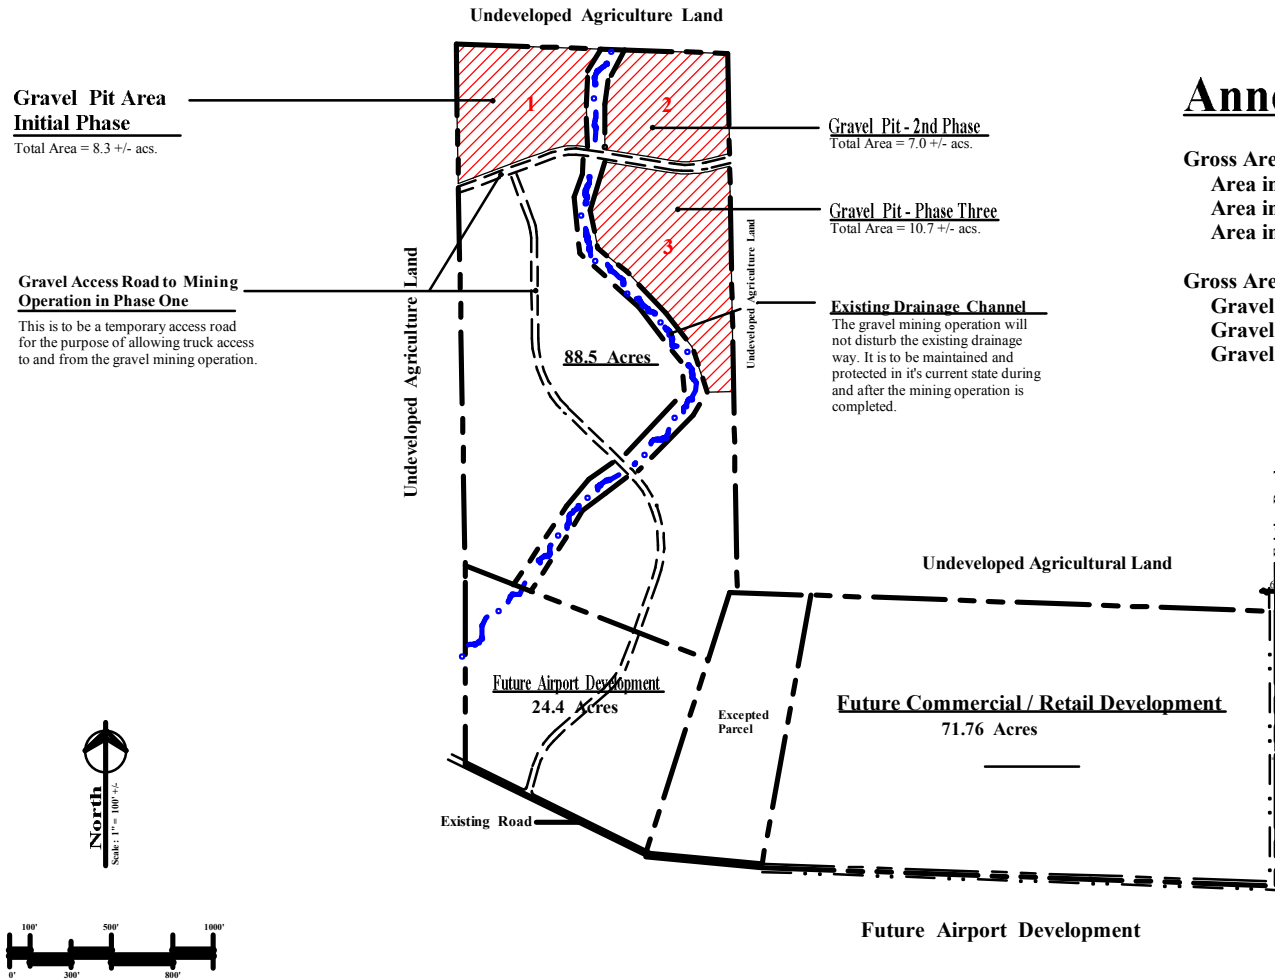 Undeveloped Agriculture Land
Gravel Pit Area
Initial Phase
Total Area = 8.3 +/- acs.
1
2
Gravel Pit - 2nd Phase
Total Area = 7.0 +/- acs.
Gravel Pit - Phase Three
Total Area = 10.7 +/- acs.
3
Gravel Access Road to Mining
Operation in Phase One
This is to be a temporary access road
for the purpose of allowing truck access
to and from the gravel mining operation.
Undeveloped Agriculture Land
Undeveloped Agriculture Land
Existing Drainage Channel
The gravel mining operation will
not disturb the existing drainage
way. It is to be maintained and
protected in it's current state during
and after the mining operation is
completed.
88.5 Acres
Gross Are
Area in
Area in
Area in
Gross Are
Gravel
Gravel
Gravel
Undeveloped Agricultural Land
Future Airport Development
24.4 Acres
Excepted
Parcel
Future Commercial / Retail Development
71.76 Acres
Existing Road
North
Scale : 1" = 100' +/-
Future Airport Development
100'
500'
1000'
0'
300'
800'